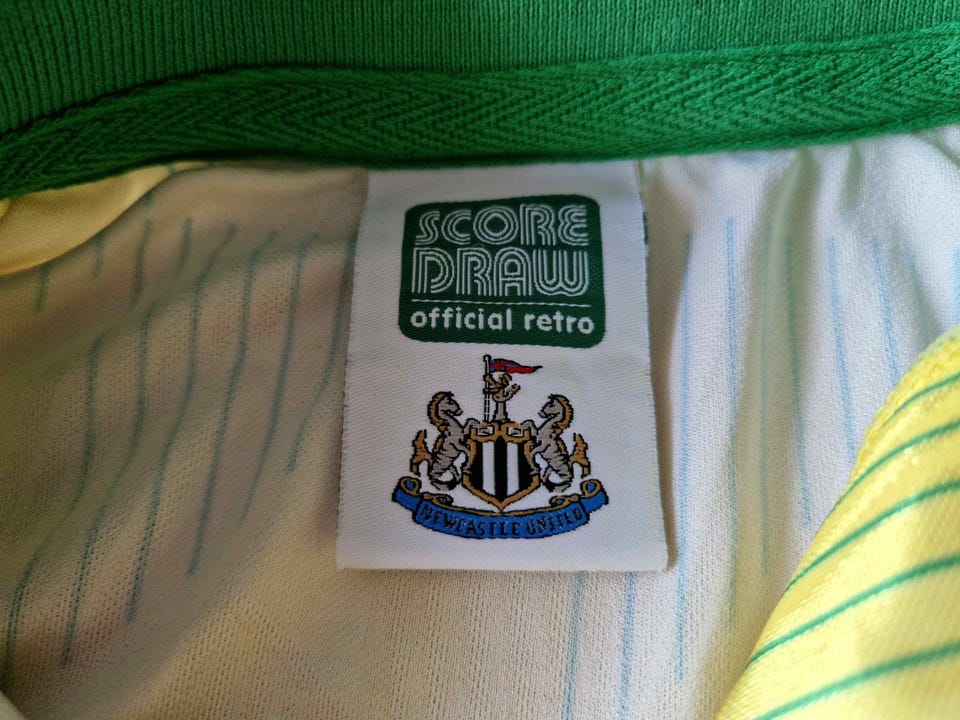 SCORE
DRAW
official retro
NEWCASTLE UNITED